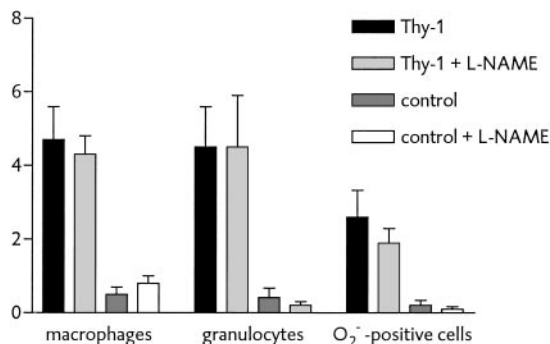 8
6
4
2
0
Thy-1
Thy-1 + L-NAME
control
control + L-NAME
macrophages granulocytes O₂⁻-positive cells